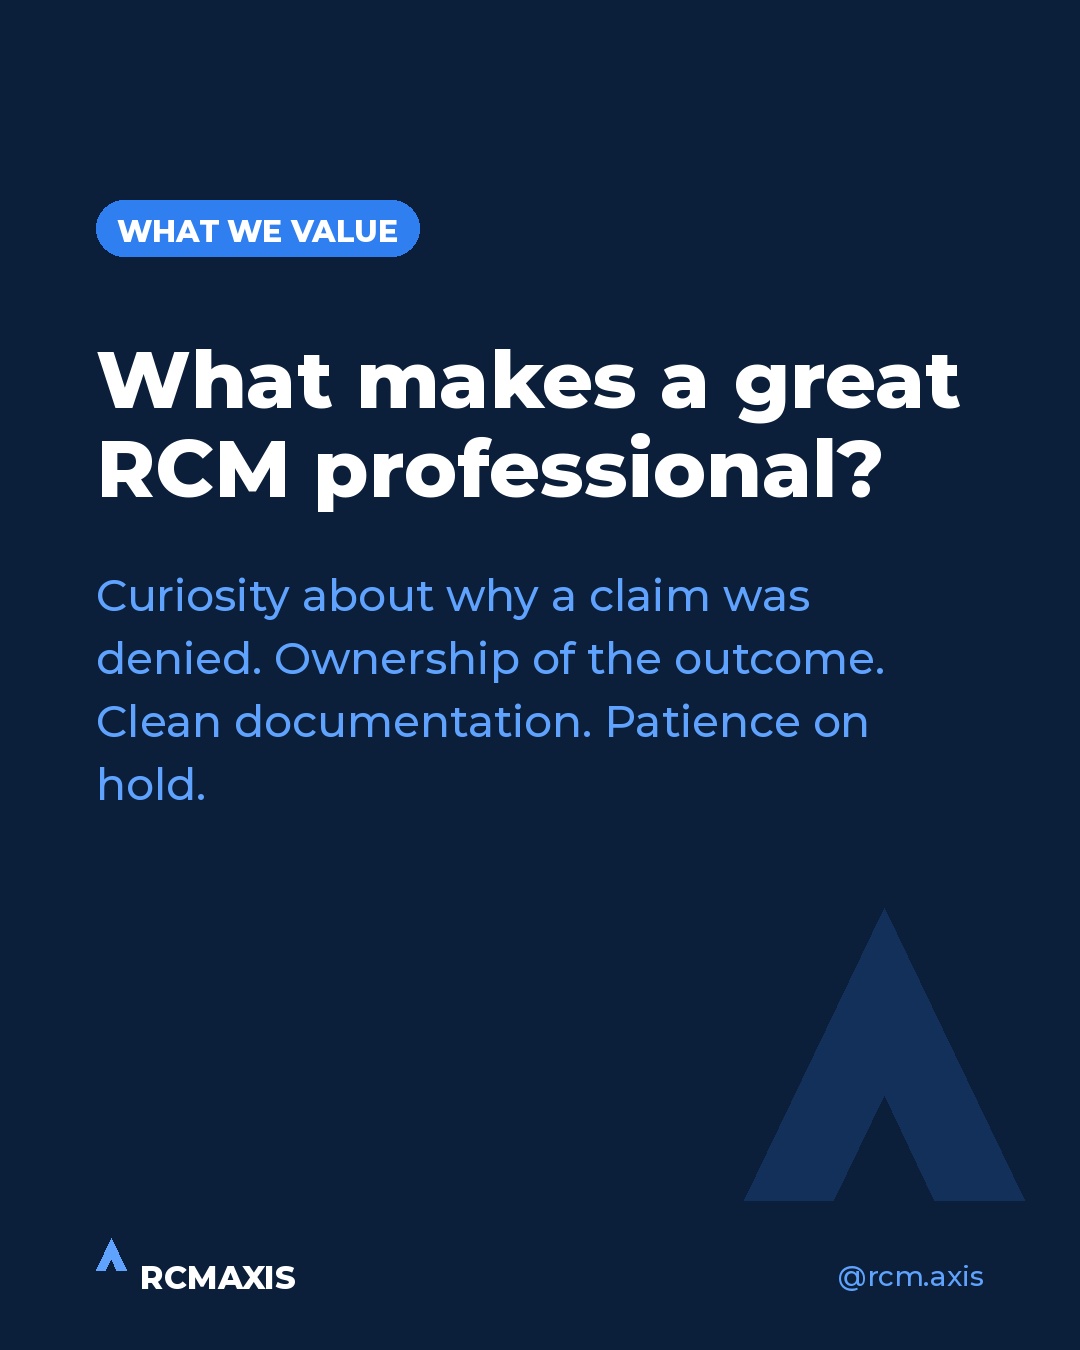 WHAT WE VALUE
What makes a great
RCM professional?
Curiosity about why a claim was
denied. Ownership of the outcome.
Clean documentation. Patience on
hold.
RCMAXIS
@rcm.axis